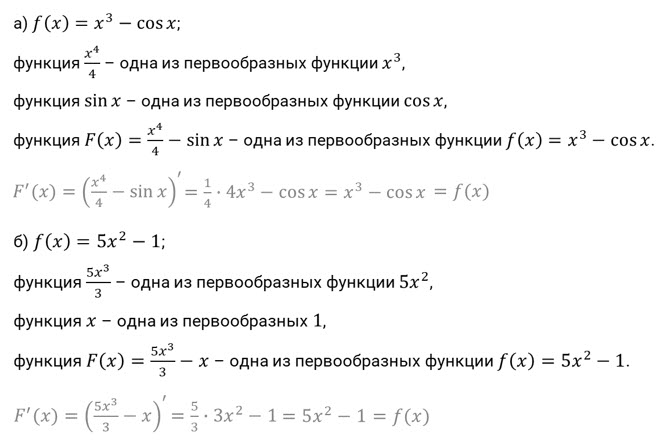 а) f(x) = x³ − cos x;
функция x⁴/4 − одна из первообразных функции x³,
функция sin x − одна из первообразных функции cos x,
функция F(x) = x⁴/4 − sin x − одна из первообразных функции f(x) = x³ − cos x.
F′(x) = (x⁴/4 − sin x)′ = 1/4 · 4x³ − cos x = x³ − cos x = f(x)
б) f(x) = 5x² − 1;
функция 5x³/3 − одна из первообразных функции 5x²,
функция x − одна из первообразных 1,
функция F(x) = 5x³/3 − x − одна из первообразных функции f(x) = 5x² − 1.
F′(x) = (5x³/3 − x)′ = 5/3 · 3x² − 1 = 5x² − 1 = f(x)